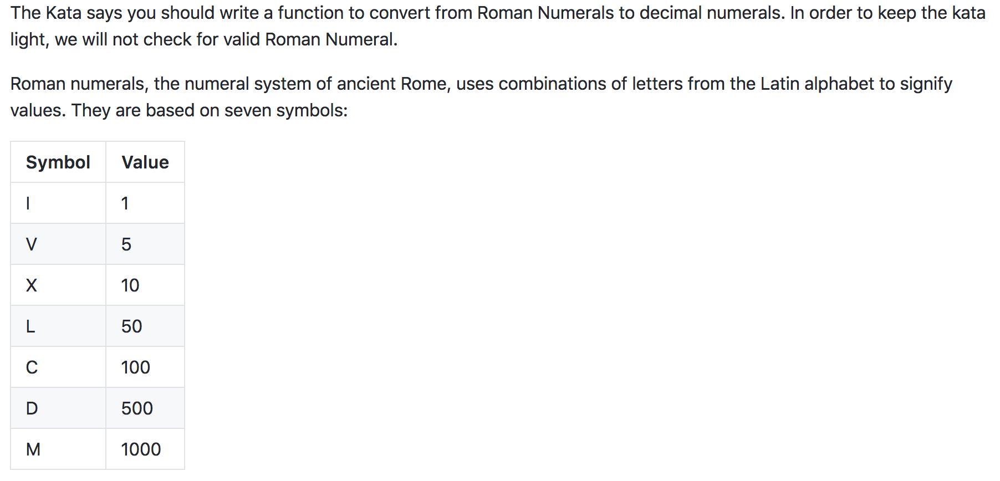 The Kata says you should write a function to convert from Roman Numerals to decimal numerals. In order to keep the kata
light, we will not check for valid Roman Numeral.
Roman numerals, the numeral system of ancient Rome, uses combinations of letters from the Latin alphabet to signify
values. They are based on seven symbols:
Symbol Value
I 1
V 5
X 10
L 50
C 100
D 500
M 1000